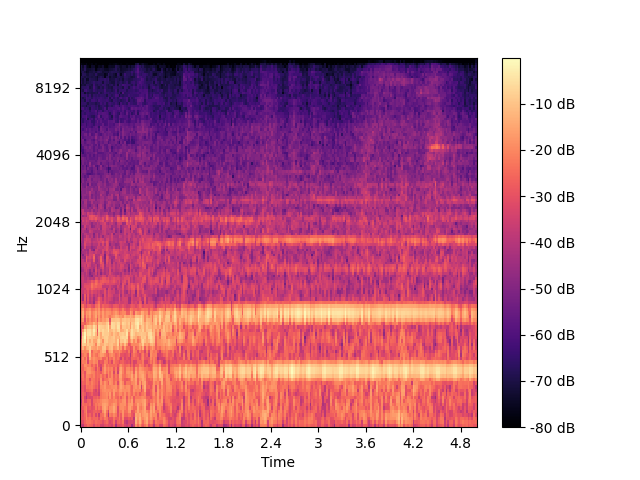 8192
4096
2048
1024
512
0
Hz
0 0.6 1.2 1.8 2.4 3 3.6 4.2 4.8
Time
-10 dB
-20 dB
-30 dB
-40 dB
-50 dB
-60 dB
-70 dB
-80 dB